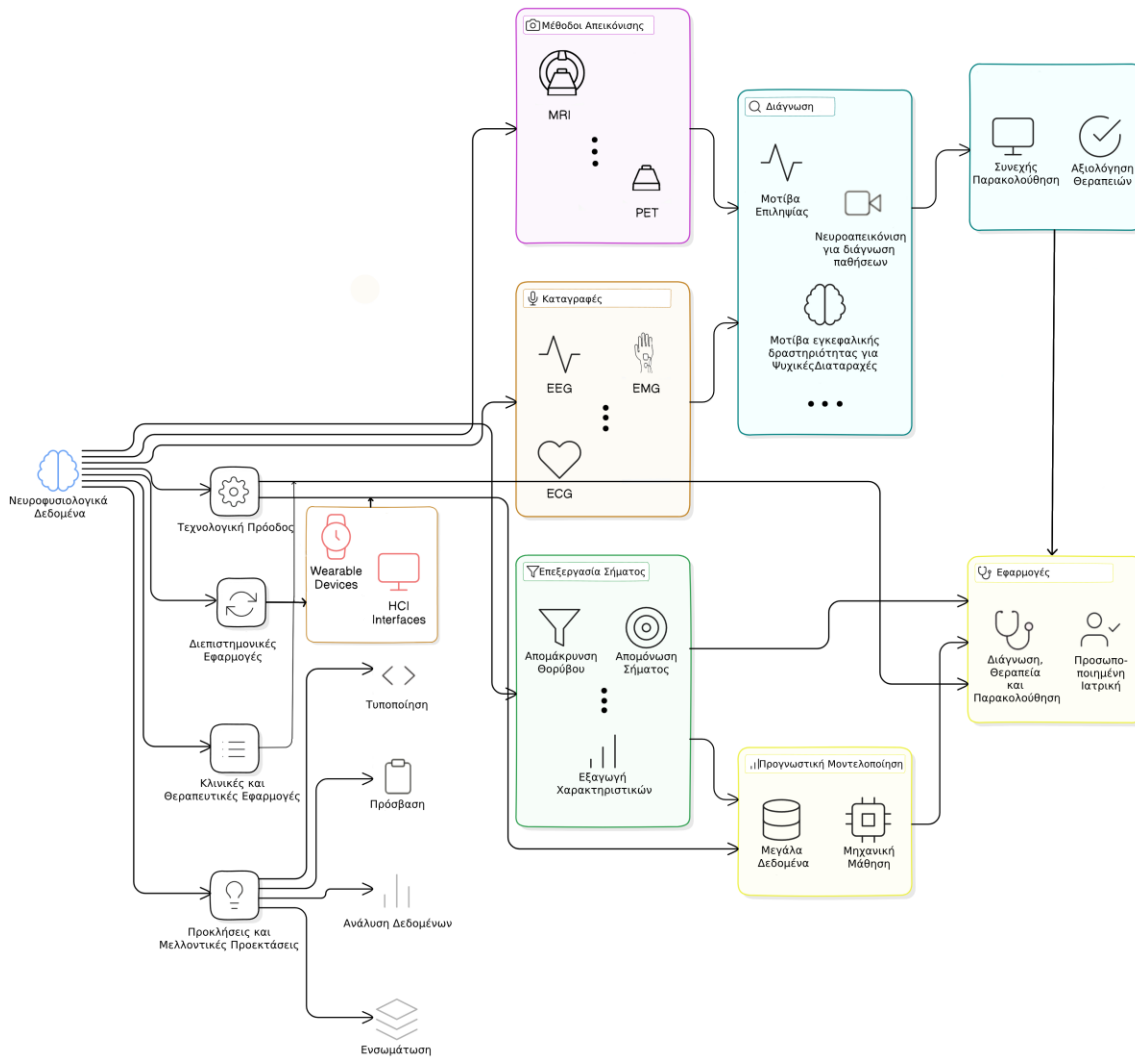 Μέθοδοι Απεικόνισης
MRI
PET
Διάγνωση
Μοτίβα
Επιληψίας
Νευροαπεικόνιση
για διάγνωση
παθήσεων
Μοτίβα εγκεφαλικής
δραστηριότητας για
ΨυχικέςΔιαταραχές
Συνεχής
Παρακολούθηση
Αξιολόγηση
Θεραπειών
Καταγραφές
EEG
EMG
ECG
Νευροφυσιολογικά
Δεδομένα
Τεχνολογική Πρόοδος
Wearable
Devices
HCI
Interfaces
Διεπιστημονικές
Εφαρμογές
Επεξεργασία Σήματος
Απομάκρυνση
Θορύβου
Απομόνωση
Σήματος
Εξαγωγή
Χαρακτηριστικών
Εφαρμογές
Διάγνωση,
Θεραπεία
και
Παρακολούθηση
Προσωπο-
ποιημένη
Ιατρική
Τυποποίηση
Κλινικές και
Θεραπευτικές Εφαρμογές
Πρόσβαση
Προγνωστική Μοντελοποίηση
Μεγάλα
Δεδομένα
Μηχανική
Μάθηση
Προκλήσεις και
Μελλοντικές Προεκτάσεις
Ανάλυση Δεδομένων
Ενσωμάτωση